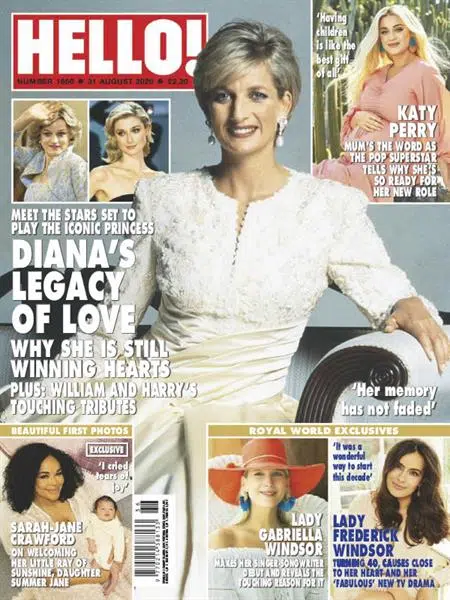 HELLO!
NUMBER 1650 • 31 AUGUST 2020 • £2.20
'Having
children
is like the
best gift
of all'
KATY
PERRY
MUM'S THE WORD AS
THE POP SUPERSTAR
TELLS WHY SHE'S
SO READY FOR
HER NEW ROLE
MEET THE STARS SET TO
PLAY THE ICONIC PRINCESS
DIANA'S
LEGACY
OF LOVE
WHY SHE IS STILL
WINNING HEARTS
PLUS: WILLIAM AND HARRY'S
TOUCHING TRIBUTES
'Her memory
has not faded'
BEAUTIFUL FIRST PHOTOS
EXCLUSIVE
'I cried
tears of
joy'
SARAH-JANE
CRAWFORD
ON WELCOMING
HER LITTLE RAY OF
SUNSHINE, DAUGHTER
SUMMER JANE
ROYAL WORLD EXCLUSIVES
LADY
GABRIELLA
WINDSOR
MAKES HER SINGER-SONGWRITER
DEBUT AND REVEALS THE
TOUCHING REASON FOR IT
'It was a
wonderful
way to start
this decade'
LADY
FREDERICK
WINDSOR
TURNING 40, CAUSES CLOSE
TO HER HEART AND HER
'FABULOUS' NEW TV DRAMA